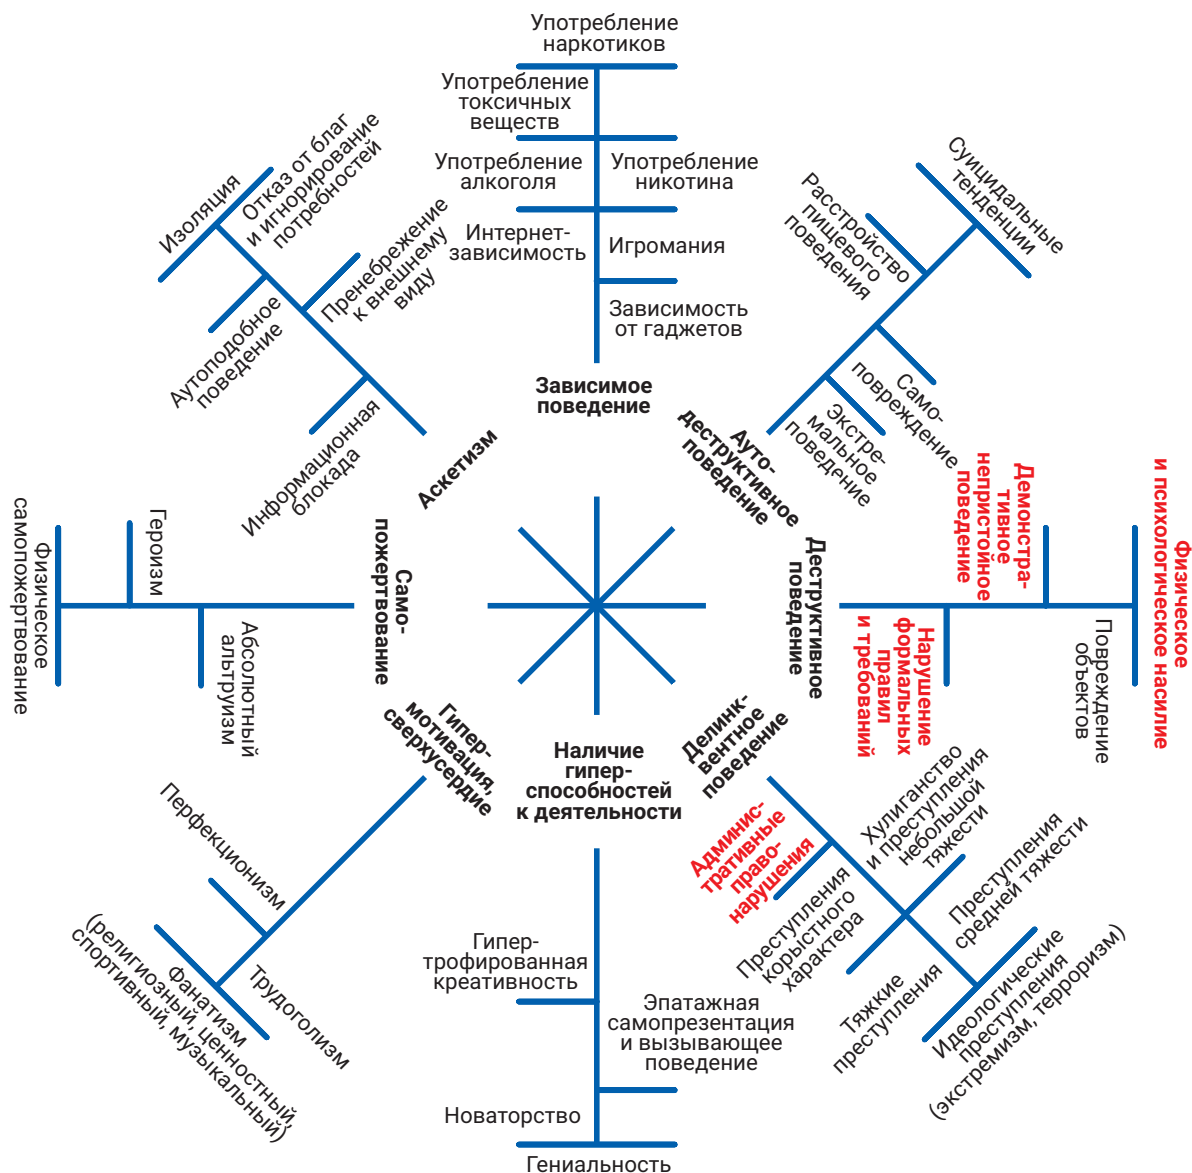 Употребление
наркотиков
Употребление
токсичных
веществ
Употребление
алкоголя
Употребление
никотина
Интернет-
зависимость
Игромания
Зависимость
от гаджетов
Зависимое
поведение
Суицидальные
тенденции
Расстройство
пищевого
поведения
Само-
повреждение
Экстре-
мальное
поведение
Ауто-
деструктивное
поведение
Физическое
и психологическое насилие
Демонстра-
тивное
непристойное
поведение
Повреждение
объектов
Нарушение
формальных
правил
и требований
Деструктивное
поведение
Делинк-
вентное
поведение
Админис-
тративные
право-
нарушения
Хулиганство
и преступления
небольшой
тяжести
Преступления
корыстного
характера
Преступления
средней тяжести
Тяжкие
преступления
Идеологические
преступления
(экстремизм, терроризм)
Наличие
гипер-
способностей
к деятельности
Гипер-
трофированная
креативность
Эпатажная
самопрезентация
и вызывающее
поведение
Новаторство
Гениальность
Гипер-
мотивация,
сверхусердие
Перфекционизм
Трудоголизм
Фанатизм
(религиозный, ценностный,
спортивный, музыкальный)
Само-
пожертвование
Абсолютный
альтруизм
Героизм
Физическое
самопожертвование
Аскетизм
Информационная
блокада
Пренебрежение
к внешнему
виду
Аутоподобное
поведение
Отказ от благ
и игнорирование
потребностей
Изоляция